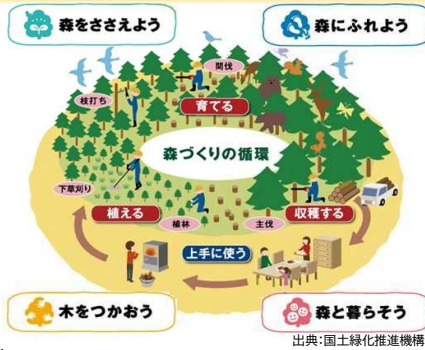 森をささえよう
森にふれよう
間伐
枝打ち
育てる
森づくりの循環
下草刈り
植える
植林
主伐
収穫する
上手に使う
木をつかおう
森と暮らそう
出典:国土緑化推進機構